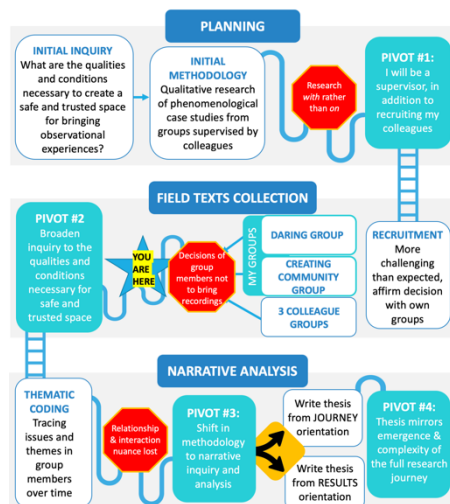 PLANNING
INITIAL INQUIRY
What are the qualities
and conditions
necessary to create a
safe and trusted space
for bringing
observational
experiences?
INITIAL
METHODOLOGY
Qualitative research
of phenomenological
case studies from
groups supervised by
colleagues
Research
with rather
than on
PIVOT #1:
I will be a
supervisor, in
addition to
recruiting my
colleagues
FIELD TEXTS COLLECTION
PIVOT #2
Broaden
inquiry to the
qualities and
conditions
necessary for
safe and
trusted space
YOU
ARE
HERE
Decisions of
group
members not
to bring
recordings
MY GROUPS
DARING GROUP
CREATING
COMMUNITY
GROUP
3 COLLEAGUE
GROUPS
RECRUITMENT
More
challenging
than expected,
affirm decision
with own
groups
NARRATIVE ANALYSIS
THEMATIC
CODING
Tracing
issues and
themes in
group
members
over time
Relationship
& interaction
nuance lost
PIVOT #3:
Shift in
methodology
to narrative
inquiry and
analysis
Write thesis
from JOURNEY
orientation
Write thesis
from RESULTS
orientation
PIVOT #4:
Thesis mirrors
emergence &
complexity of
the full research
journey